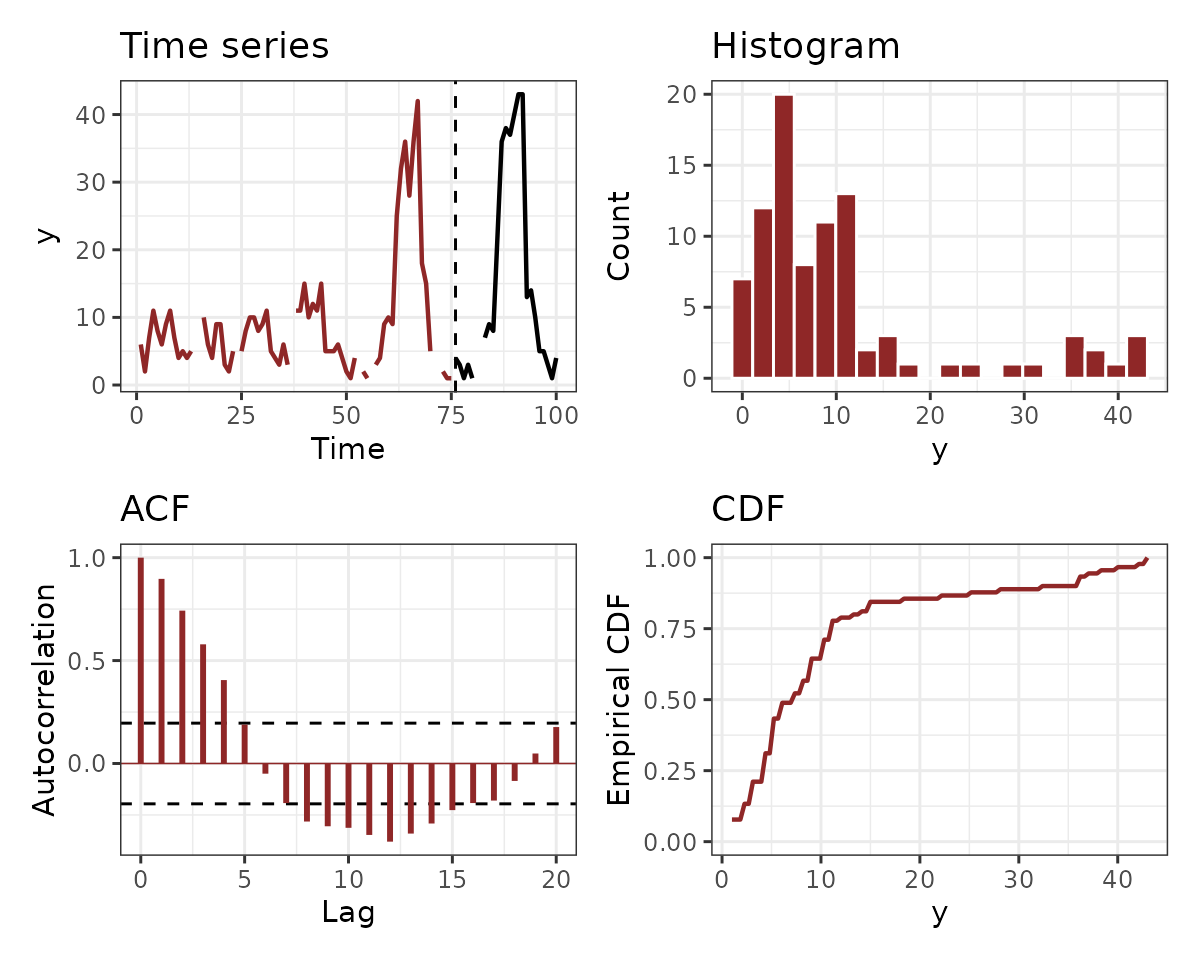 Time series
y
40
30
20
10
0
0 25 50 75 100
Time
Histogram
Count
20
15
10
5
0
0 10 20 30 40
y
ACF
Autocorrelation
1.0
0.5
0.0
0 5 10 15 20
Lag
CDF
Empirical CDF
1.00
0.75
0.50
0.25
0.00
0 10 20 30 40
y